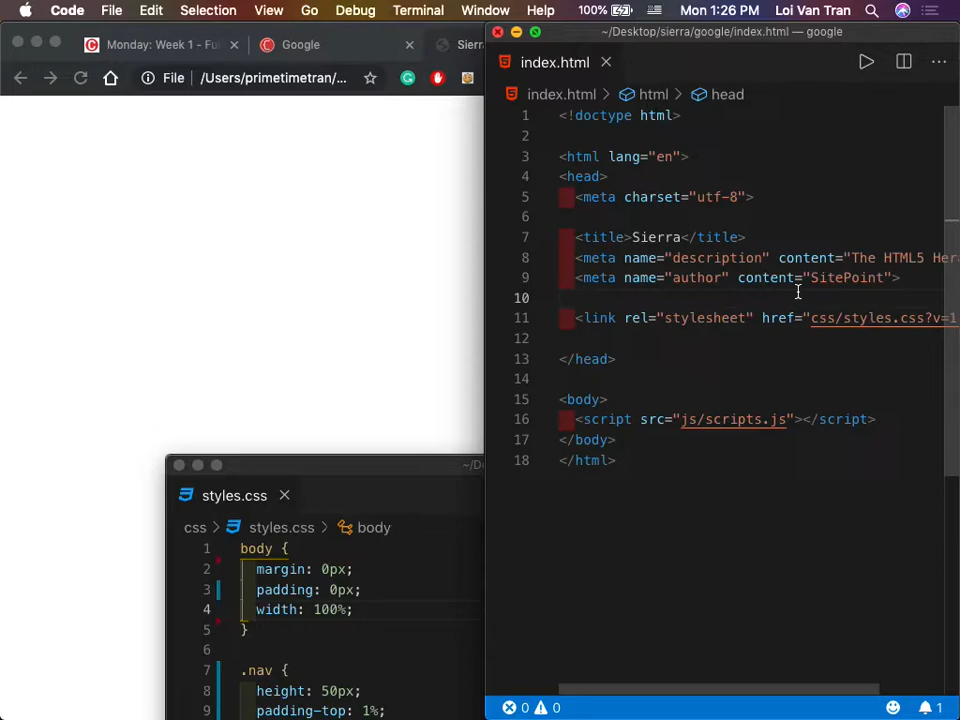 Code File Edit Selection View Go Debug Terminal Window Help 100% Mon 1:26 PM Loi Van Tran
Monday: Week 1 - Fu
Google
Sierra
File /Users/primetimetran/...
~/Desktop/sierra/google/index.html — google
index.html
index.html > html > head
1 <!doctype html>
2
3 <html lang="en">
4 <head>
5 <meta charset="utf-8">
6
7 <title>Sierra</title>
8 <meta name="description" content="The HTML5 Her
9 <meta name="author" content="SitePoint">
10
11 <link rel="stylesheet" href="css/styles.css?v=1
12
13 </head>
14
15 <body>
16 <script src="js/scripts.js"></script>
17 </body>
18 </html>
~/De
styles.css
css > styles.css > body
1 body {
2 margin: 0px;
3 padding: 0px;
4 width: 100%;
5 }
6
7 .nav {
8 height: 50px;
9 padding-top: 1%;
0 0 1